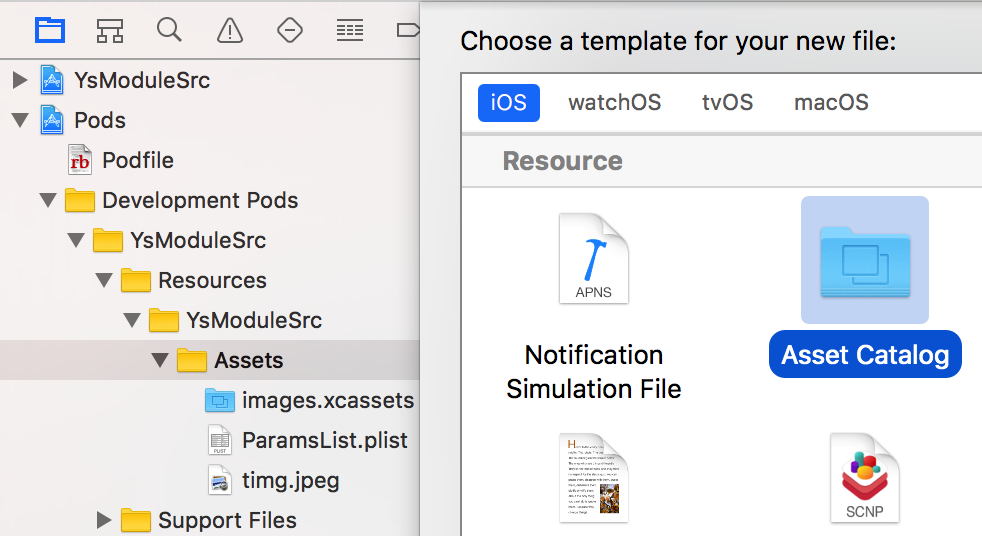 YsModuleSrc
Pods
rb
Podfile
Development Pods
YsModuleSrc
Resources
YsModuleSrc
Assets
images.xcassets
PLIST
ParamsList.plist
timg.jpeg
Support Files
Choose a template for your new file:
iOS watchOS tvOS macOS
Resource
APNS
Notification
Simulation File
Asset Catalog
SCNP